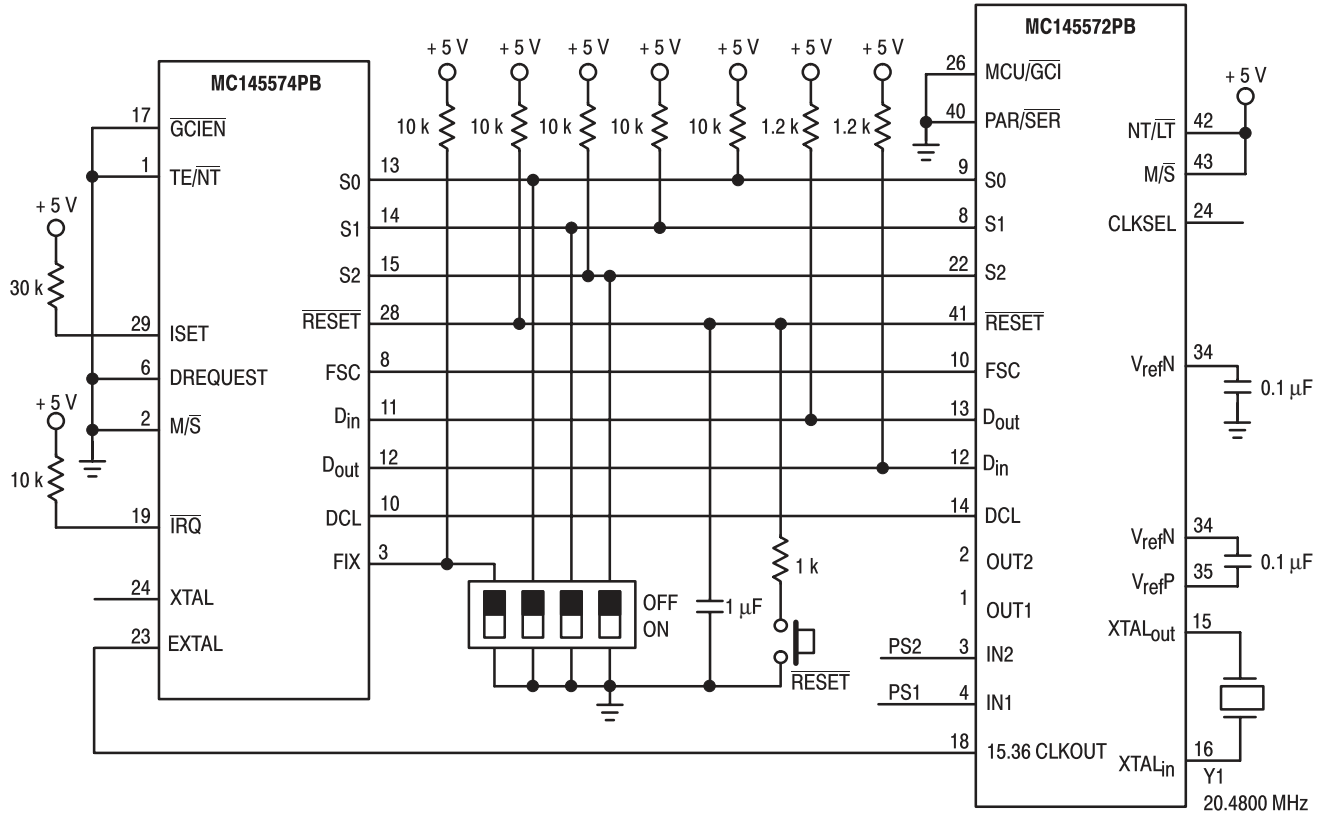 MC145574PB
MC145572PB
17 GCIEN
1 TE/NT
+ 5 V
30 k
29 ISET
6 DREQUEST
+ 5 V
2 M/S
10 k
19 IRQ
24 XTAL
23 EXTAL
S0 13
S1 14
S2 15
RESET 28
FSC 8
Din 11
Dout 12
DCL 10
FIX 3
+ 5 V
+ 5 V
+ 5 V
+ 5 V
+ 5 V
+ 5 V
+ 5 V
10 k
10 k
10 k
10 k
10 k
1.2 k
1.2 k
OFF
ON
1 μF
1 k
RESET
26 MCU/GCI
40 PAR/SER
9 S0
8 S1
22 S2
41 RESET
10 FSC
13 Dout
12 Din
14 DCL
2 OUT2
1 OUT1
PS2 3 IN2
PS1 4 IN1
18 15.36 CLKOUT
+ 5 V
NT/LT 42
M/S 43
CLKSEL 24
VrefN 34
0.1 μF
VrefN 34
0.1 μF
VrefP 35
XTALout 15
XTALin 16
Y1
20.4800 MHz